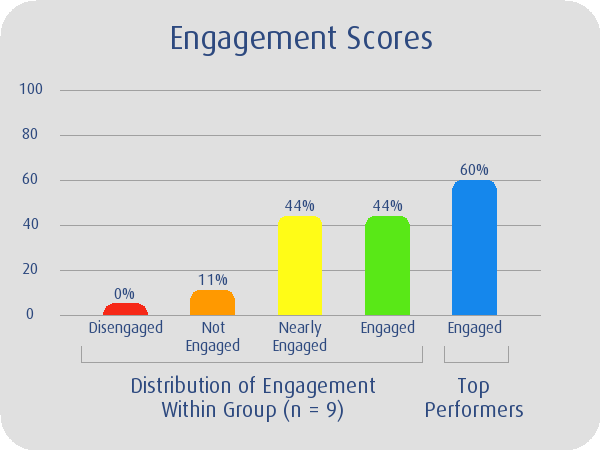 Engagement Scores
100
80
60
40
20
0
0%
11%
44%
44%
60%
Disengaged
Not
Engaged
Nearly
Engaged
Engaged
Engaged
Distribution of Engagement
Within Group (n = 9)
Top
Performers